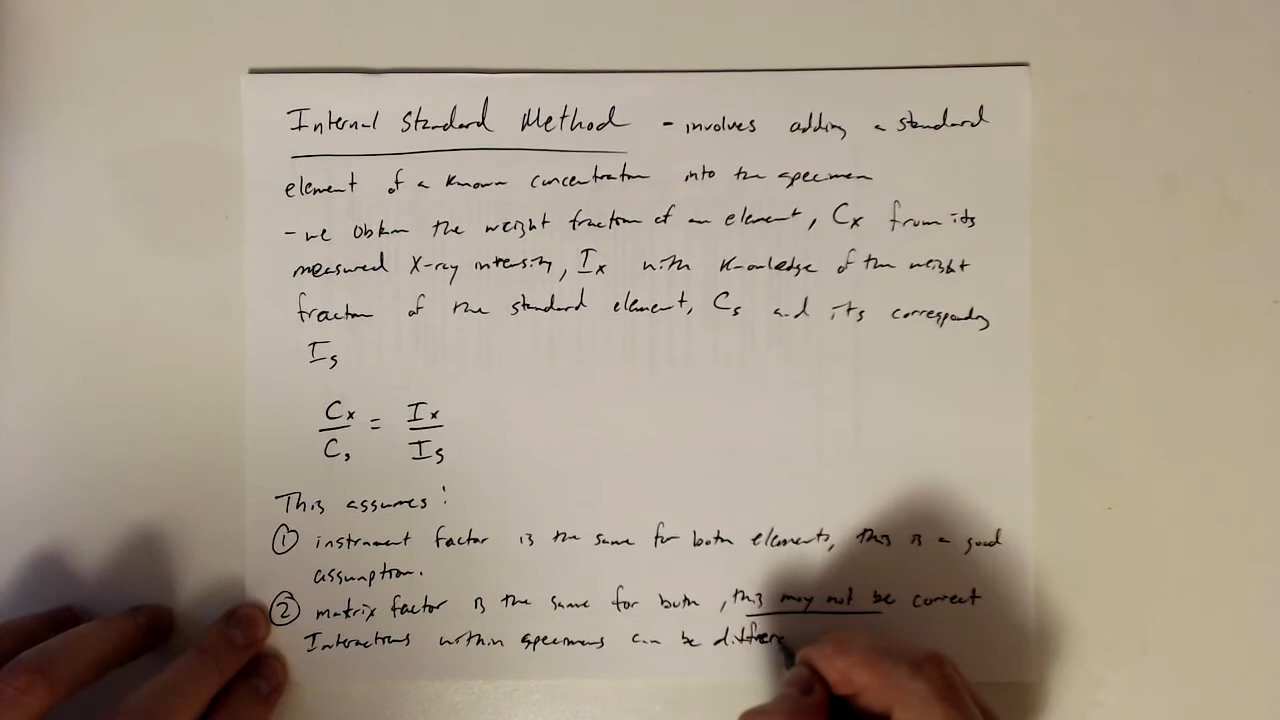 Internal Standard Method - involves adding a standard
element of a known concentration into the specimen
- we obtain the weight fraction of an element, Cx from its
measured X-ray intensity, Ix with knowledge of the weight
fraction of the standard element, Cs and its corresponding
Is
Cx/Cs = Ix/Is
This assumes:
① instrument factor is the same for both elements, this is a good
assumption.
② matrix factor is the same for both, this may not be correct
Interactions within specimens can be differen